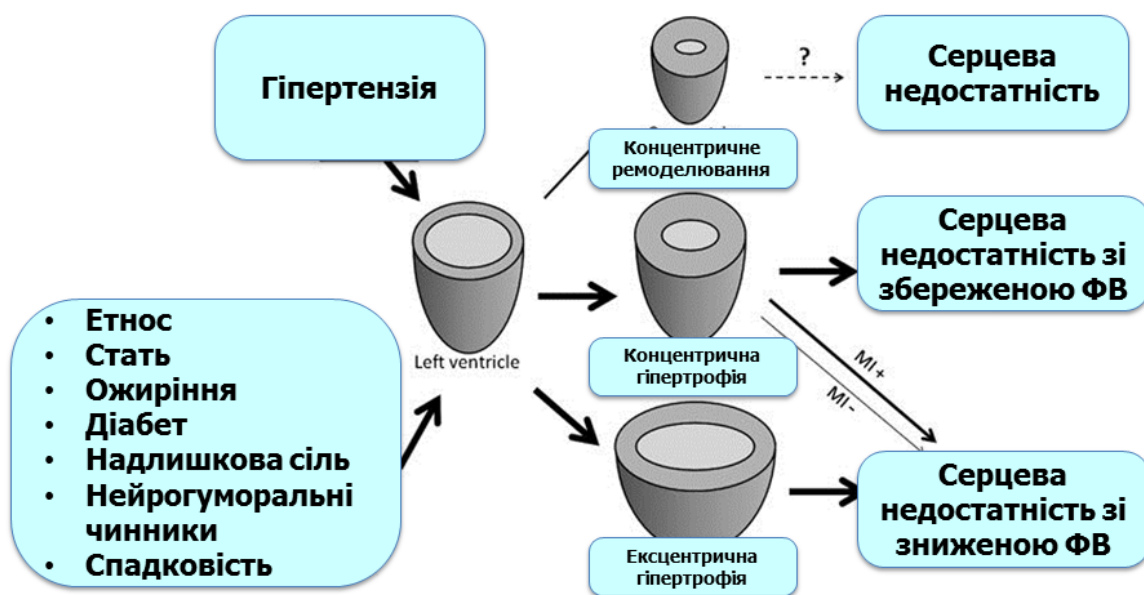 Гіпертензія
?
Серцева
недостатність
Концентричне
ремоделювання
Left ventricle
Серцева
недостатність зі
збереженою ФВ
Концентрична
гіпертрофія
MI+
MI-
• Етнос
• Стать
• Ожиріння
• Діабет
• Надлишкова сіль
• Нейрогуморальні
чинники
• Спадковість
Ексцентрична
гіпертрофія
Серцева
недостатність зі
зниженою ФВ